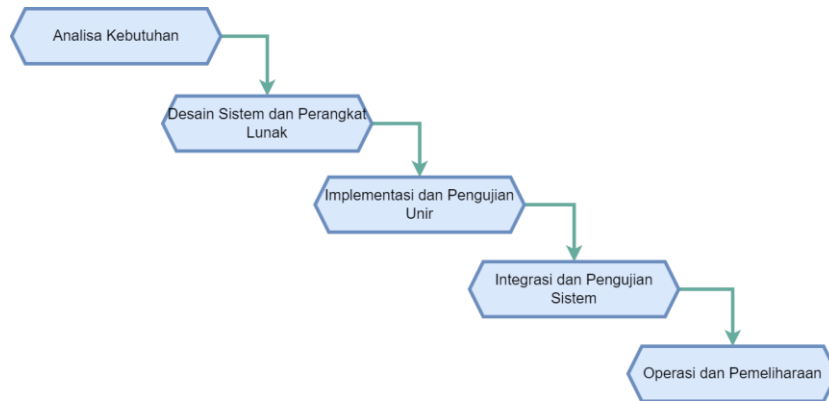 Analisa Kebutuhan
Desain Sistem dan Perangkat
Lunak
Implementasi dan Pengujian
Unir
Integrasi dan Pengujian
Sistem
Operasi dan Pemeliharaan